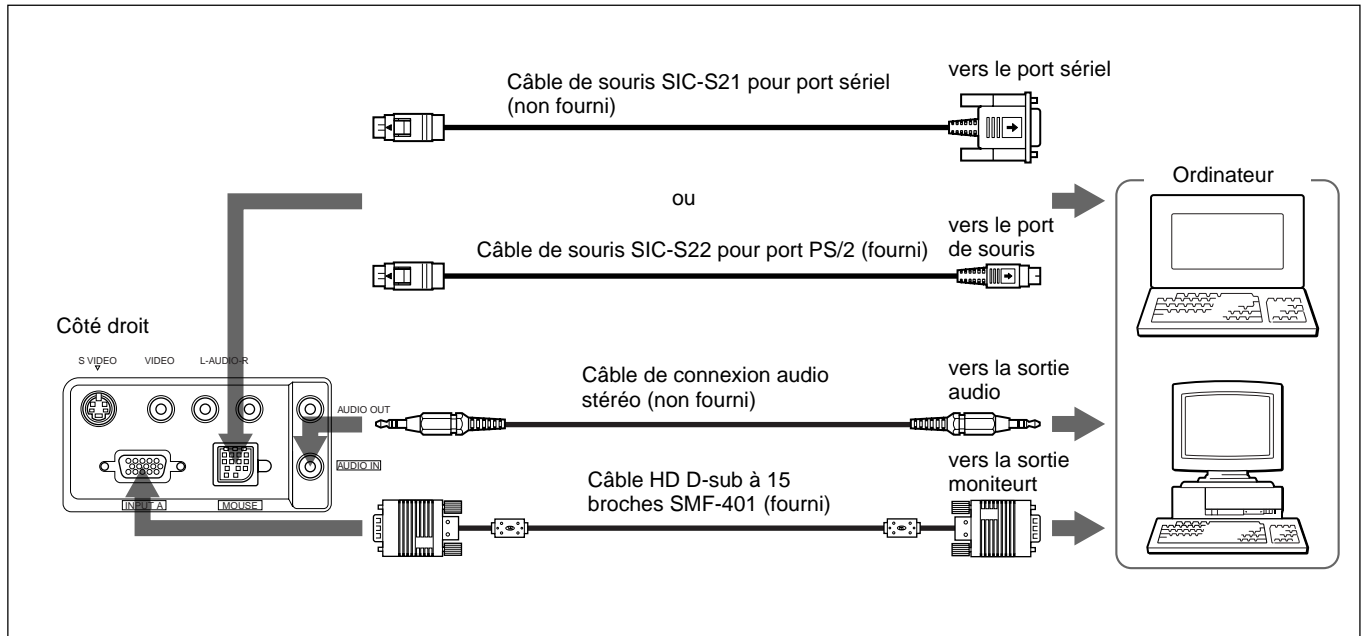 Câble de souris SIC-S21 pour port sériel
(non fourni)
vers le port sériel
Ordinateur
ou
Câble de souris SIC-S22 pour port PS/2 (fourni)
vers le port
de souris
Côté droit
S VIDEO VIDEO L-AUDIO-R
AUDIO OUT
Câble de connexion audio
stéréo (non fourni)
vers la sortie
audio
AUDIO IN
INPUT A MOUSE
Câble HD D-sub à 15
broches SMF-401 (fourni)
vers la sortie
moniteurt